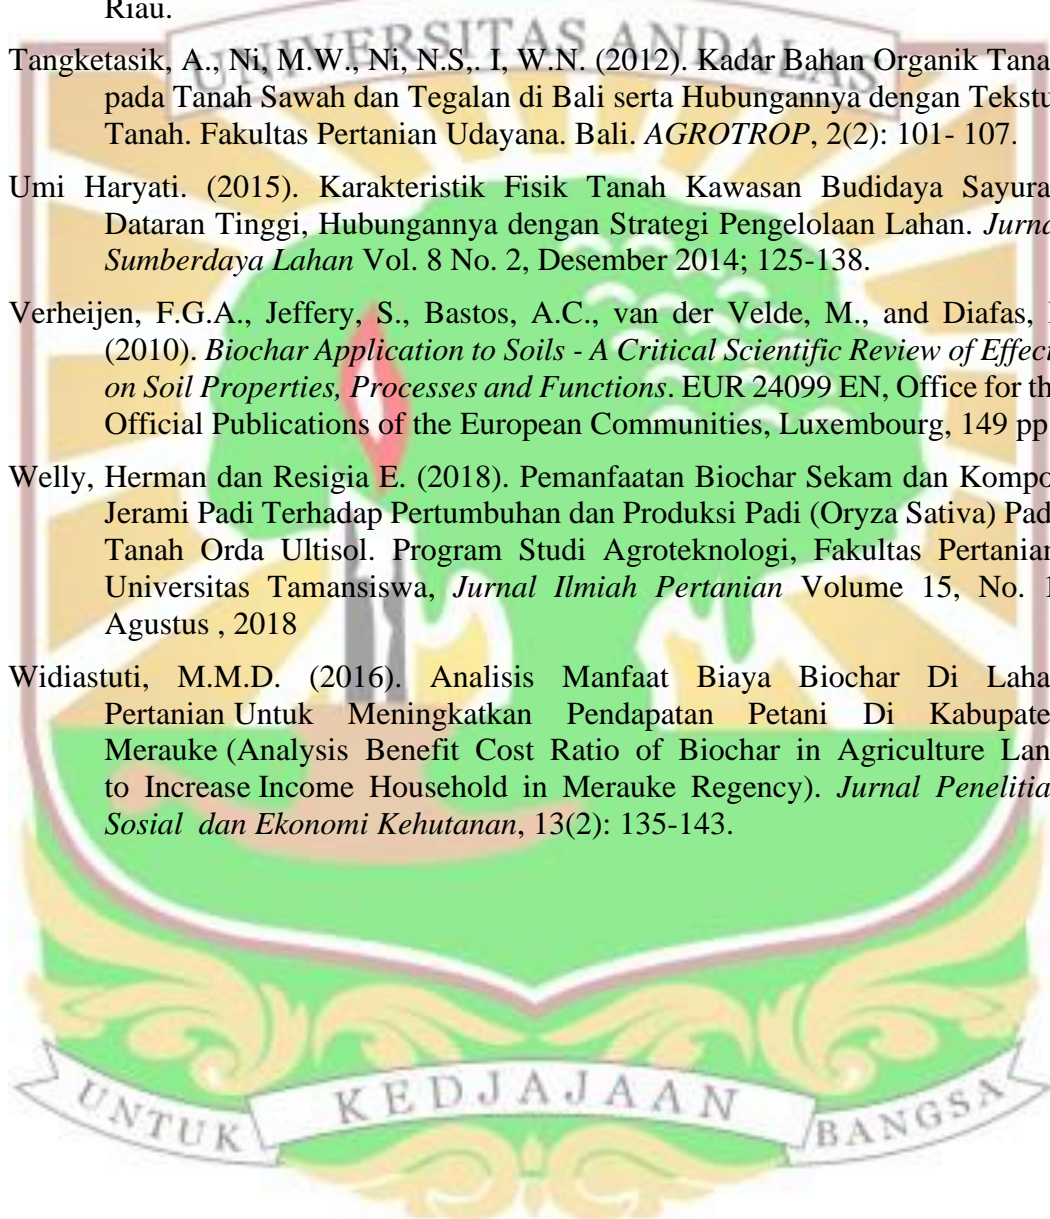 Riau.
UNIVERSITAS ANDALAS
Tangketasik, A., Ni, M.W., Ni, N.S,. I, W.N. (2012). Kadar Bahan Organik Tana
pada Tanah Sawah dan Tegalan di Bali serta Hubungannya dengan Tekstu
Tanah. Fakultas Pertanian Udayana. Bali. AGROTROP, 2(2): 101- 107.
Umi Haryati. (2015). Karakteristik Fisik Tanah Kawasan Budidaya Sayura
Dataran Tinggi, Hubungannya dengan Strategi Pengelolaan Lahan. Jurna
Sumberdaya Lahan Vol. 8 No. 2, Desember 2014; 125-138.
Verheijen, F.G.A., Jeffery, S., Bastos, A.C., van der Velde, M., and Diafas,
(2010). Biochar Application to Soils - A Critical Scientific Review of Effect
on Soil Properties, Processes and Functions. EUR 24099 EN, Office for th
Official Publications of the European Communities, Luxembourg, 149 pp
Welly, Herman dan Resigia E. (2018). Pemanfaatan Biochar Sekam dan Kompo
Jerami Padi Terhadap Pertumbuhan dan Produksi Padi (Oryza Sativa) Pad
Tanah Orda Ultisol. Program Studi Agroteknologi, Fakultas Pertanian
Universitas Tamansiswa, Jurnal Ilmiah Pertanian Volume 15, No. 1
Agustus , 2018
Widiastuti, M.M.D. (2016). Analisis Manfaat Biaya Biochar Di Laha
Pertanian Untuk Meningkatkan Pendapatan Petani Di Kabupate
Merauke (Analysis Benefit Cost Ratio of Biochar in Agriculture Lan
to Increase Income Household in Merauke Regency). Jurnal Penelitia
Sosial dan Ekonomi Kehutanan, 13(2): 135-143.
UNTUK KEDJAJAAN BANGSA